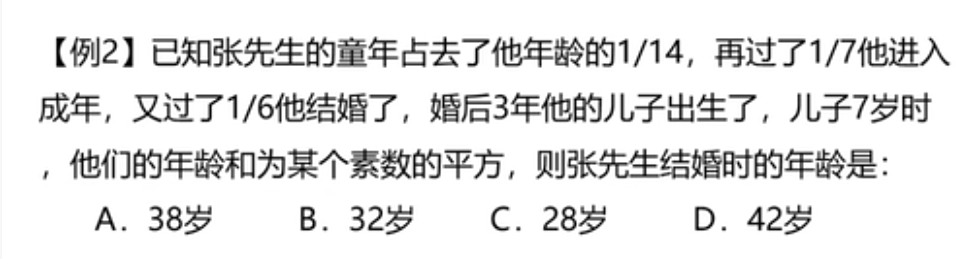 【例2】已知张先生的童年占去了他年龄的1/14，再过了1/7他进入
成年，又过了1/6他结婚了，婚后3年他的儿子出生了，儿子7岁时
，他们的年龄和为某个素数的平方，则张先生结婚时的年龄是：
A．38岁 B．32岁 C．28岁 D．42岁